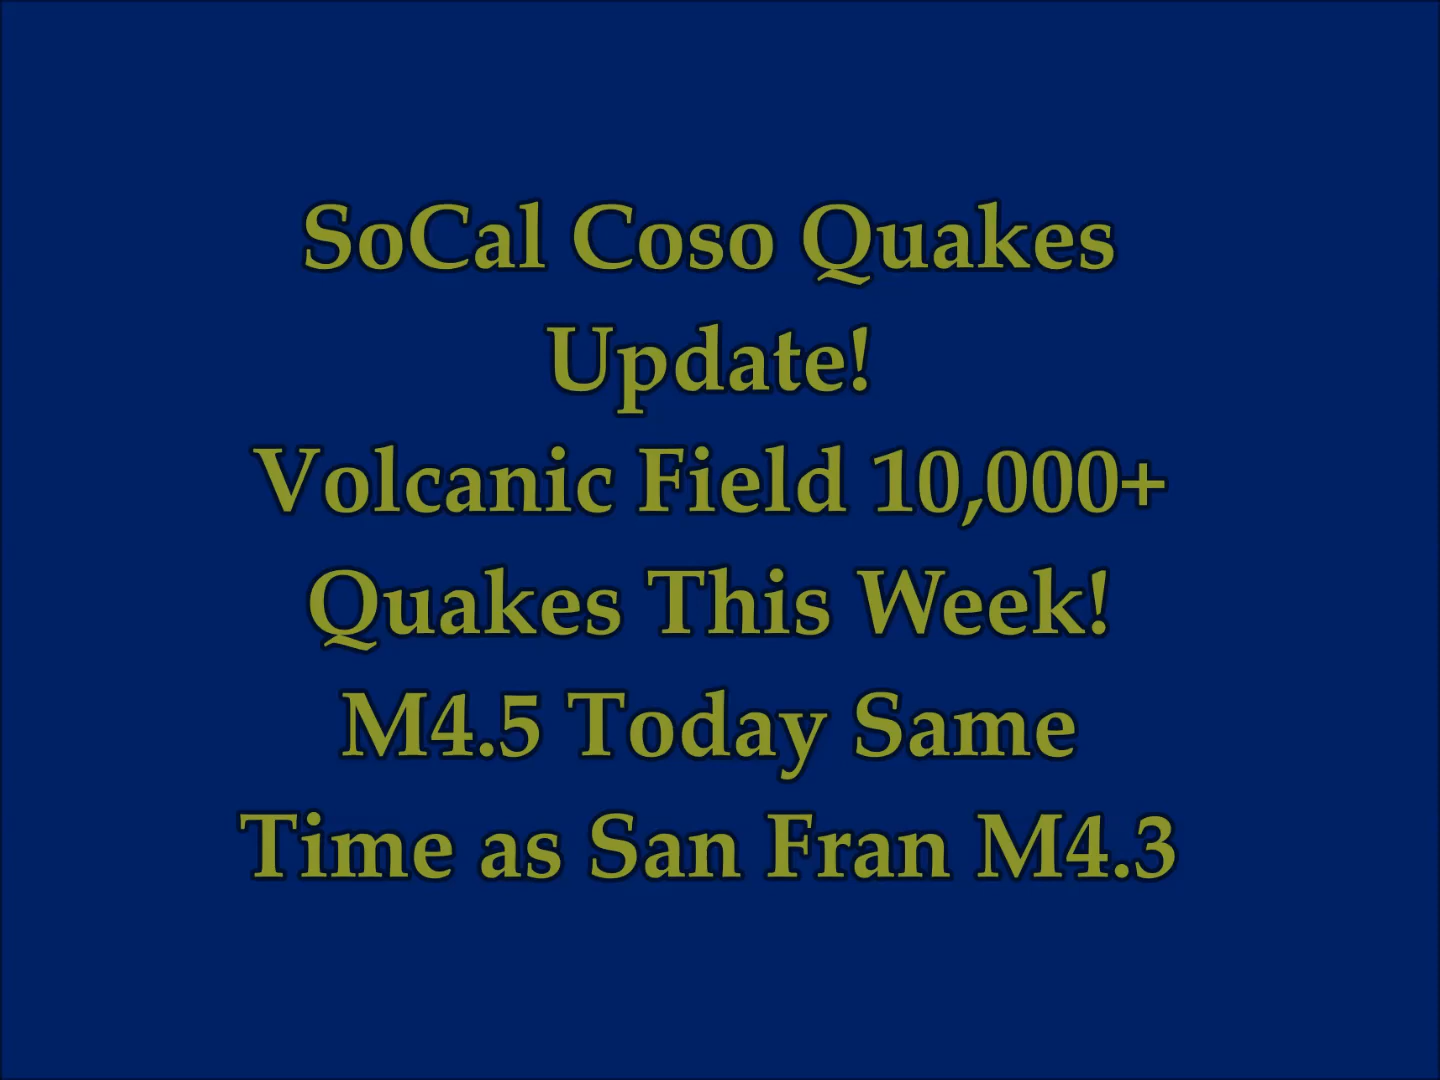 SoCal Coso Quakes
Update!
Volcanic Field 10,000+
Quakes This Week!
M4.5 Today Same
Time as San Fran M4.3